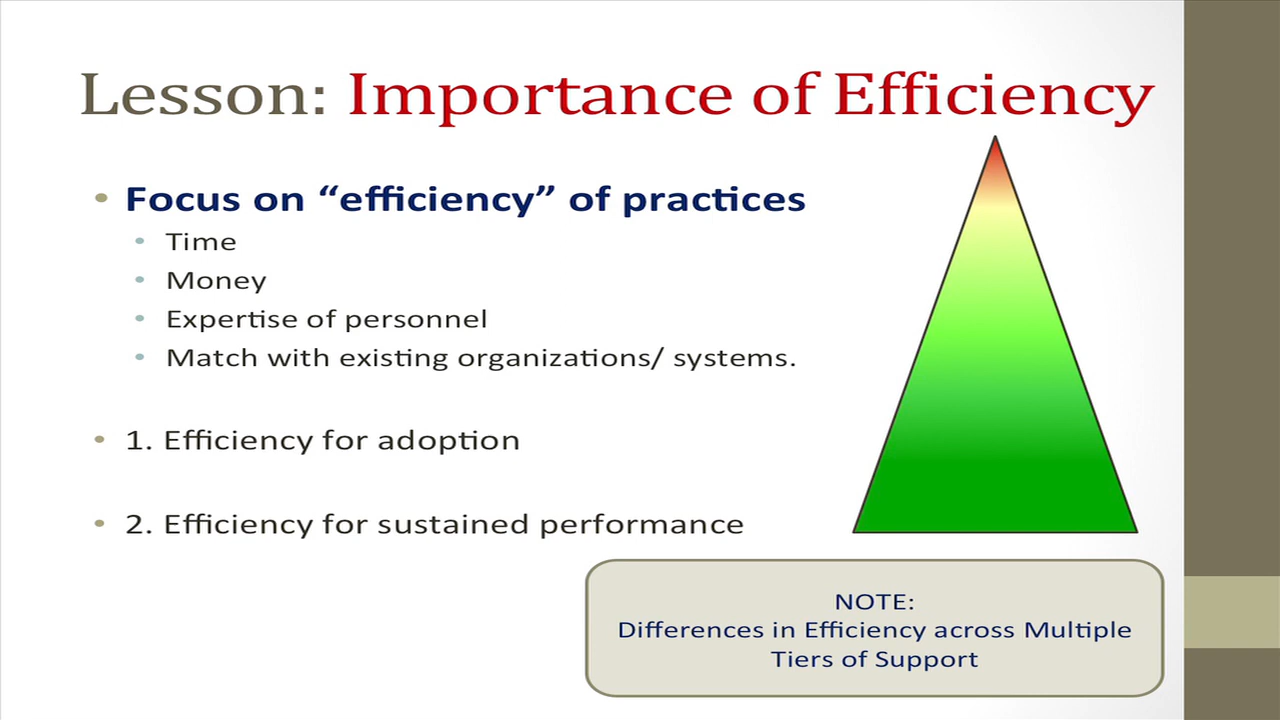 Lesson: Importance of Efficiency
• Focus on “efficiency” of practices
• Time
• Money
• Expertise of personnel
• Match with existing organizations/ systems.
• 1. Efficiency for adoption
• 2. Efficiency for sustained performance
NOTE:
Differences in Efficiency across Multiple
Tiers of Support